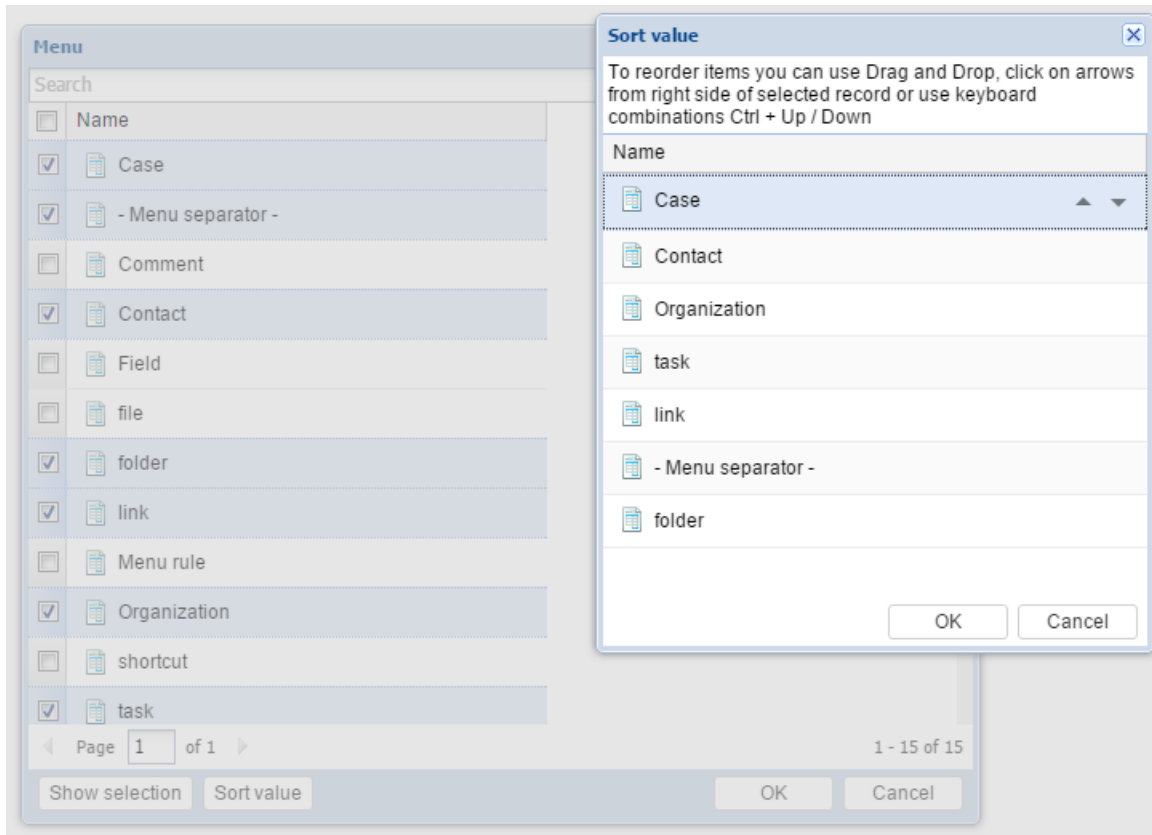 Menu
Search
Name
Case
- Menu separator -
Comment
Contact
Field
file
folder
link
Menu rule
Organization
shortcut
task
Page 1 of 1
1 - 15 of 15
Show selection
Sort value
OK
Cancel
Sort value
To reorder items you can use Drag and Drop, click on arrows
from right side of selected record or use keyboard
combinations Ctrl + Up / Down
Name
Case
Contact
Organization
task
link
- Menu separator -
folder
OK
Cancel